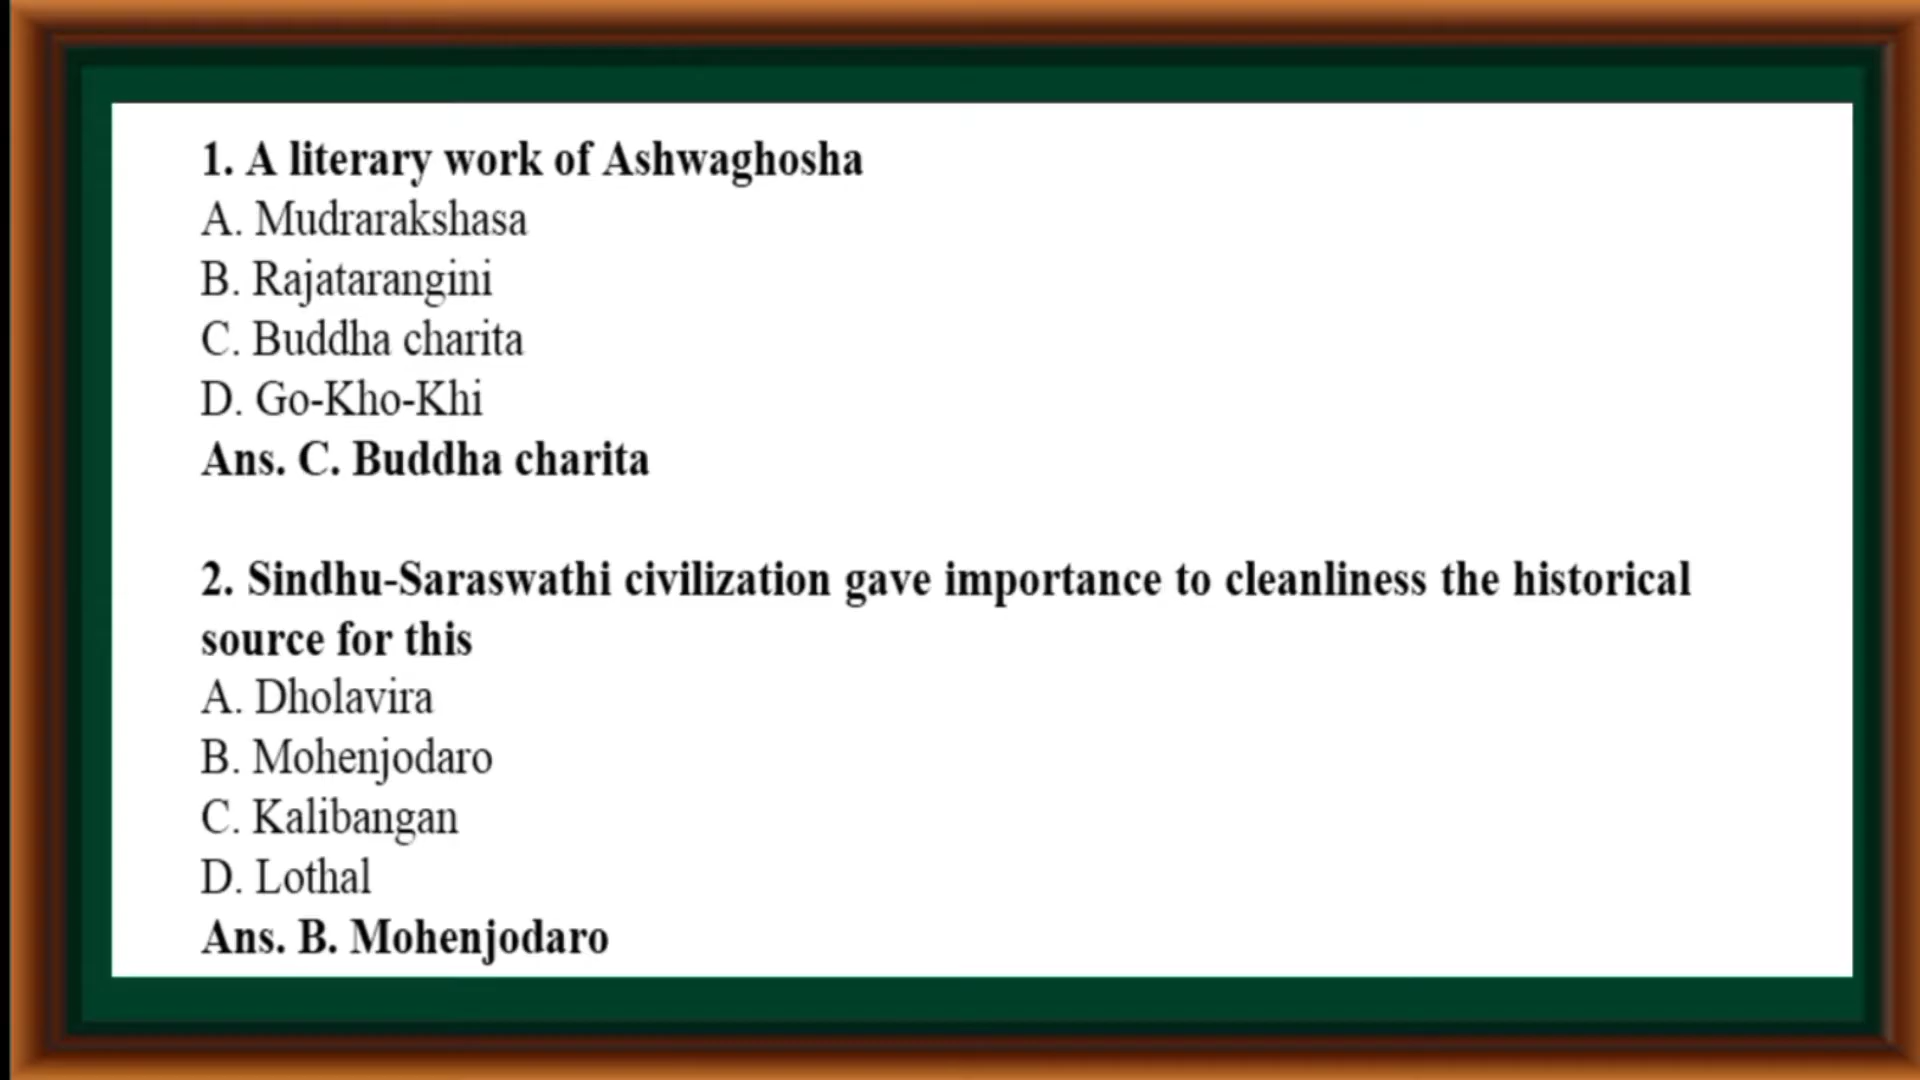 1. A literary work of Ashwaghosha
A. Mudrarakshasa
B. Rajatarangini
C. Buddha charita
D. Go-Kho-Khi
Ans. C. Buddha charita
2. Sindhu-Saraswathi civilization gave importance to cleanliness the historical
source for this
A. Dholavira
B. Mohenjodaro
C. Kalibangan
D. Lothal
Ans. B. Mohenjodaro